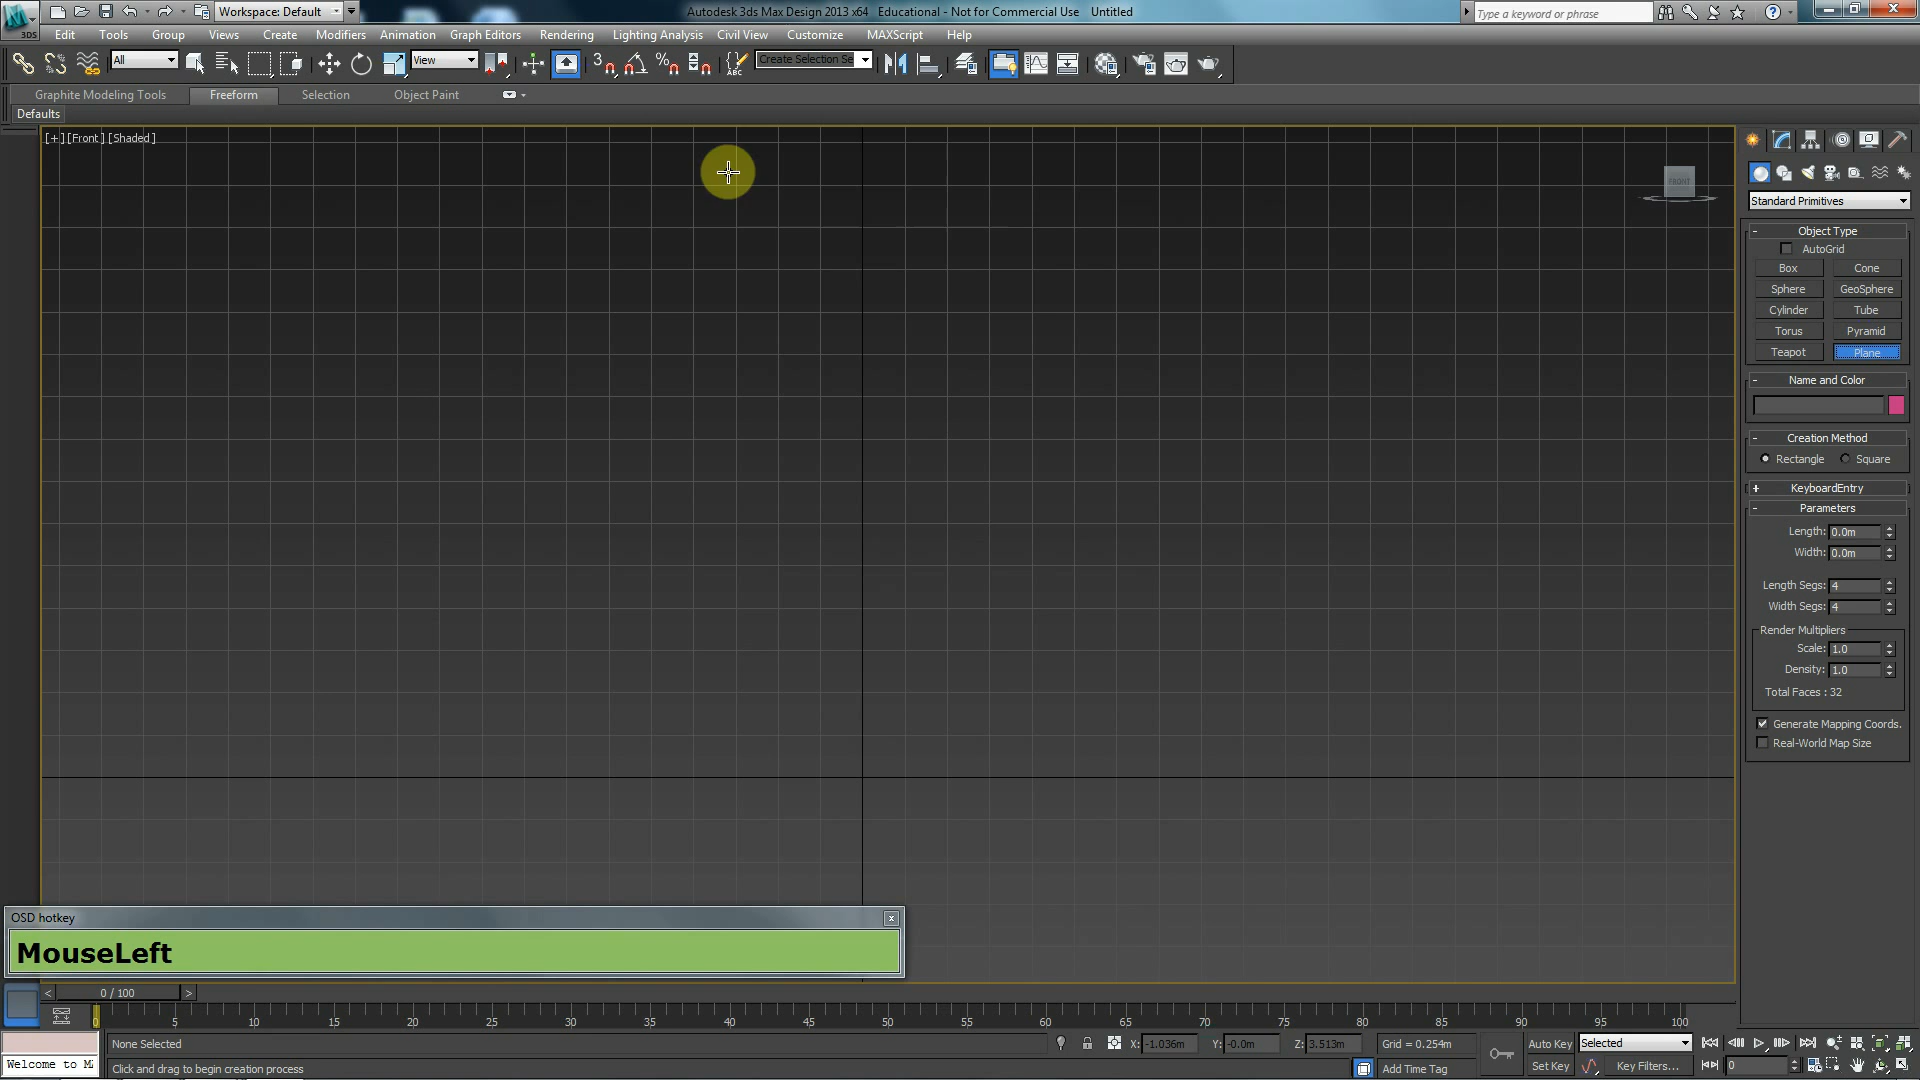 Workspace: Default
Autodesk 3ds Max Design 2013 x64 Educational - Not for Commercial Use Untitled
Type a keyword or phrase
3DS
Edit Tools Group Views Create Modifiers Animation Graph Editors Rendering Lighting Analysis Civil View Customize MAXScript Help
All
View
3
%
ABC
Create Selection Se
Graphite Modeling Tools Freeform Selection Object Paint
Defaults
[+] [Front] [Shaded]
FRONT
Standard Primitives
- Object Type
AutoGrid
Box Cone
Sphere GeoSphere
Cylinder Tube
Torus Pyramid
Teapot Plane
- Name and Color
- Creation Method
Rectangle Square
+ KeyboardEntry
- Parameters
Length: 0.0m
Width: 0.0m
Length Segs: 4
Width Segs: 4
Render Multipliers
Scale: 1.0
Density: 1.0
Total Faces : 32
Generate Mapping Coords.
Real-World Map Size
OSD hotkey x
MouseLeft
< 0 / 100 >
0 5 10 15 20 25 30 35 40 45 50 55 60 65 70 75 80 85 90 95 100
None Selected
X: -1.036m Y: -0.0m Z: 3.513m Grid = 0.254m
Auto Key Selected
Welcome to M
Click and drag to begin creation process
Add Time Tag
Set Key Key Filters...
0